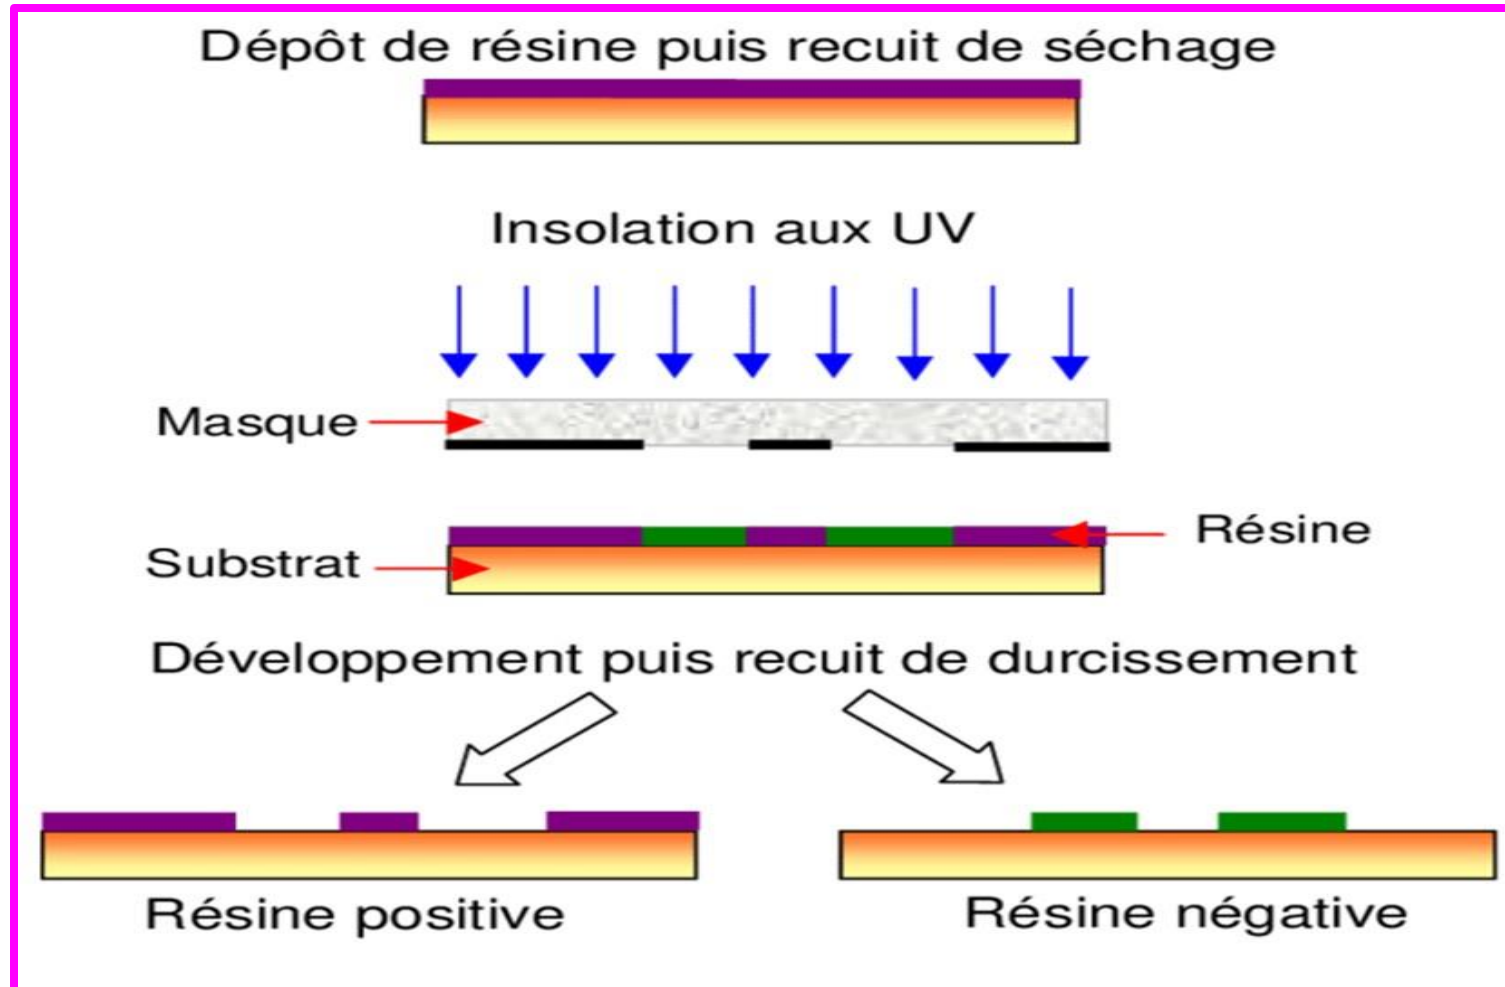 Dépôt de résine puis recuit de séchage
Insolation aux UV
Masque
Résine
Substrat
Développement puis recuit de durcissement
Résine positive
Résine négative